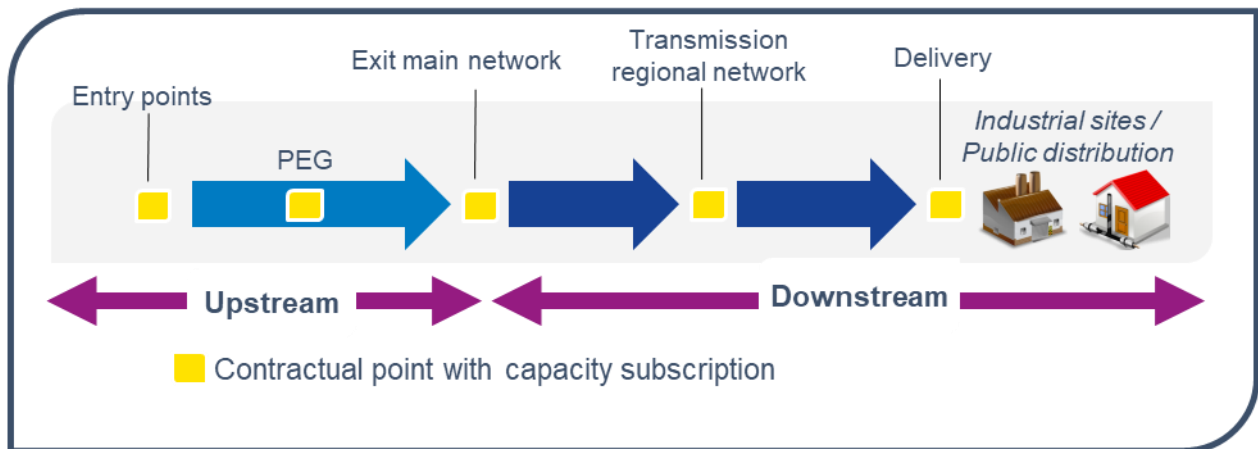 Entry points
Exit main network
Transmission
regional network
Delivery
PEG
Industrial sites /
Public distribution
Upstream
Downstream
Contractual point with capacity subscription